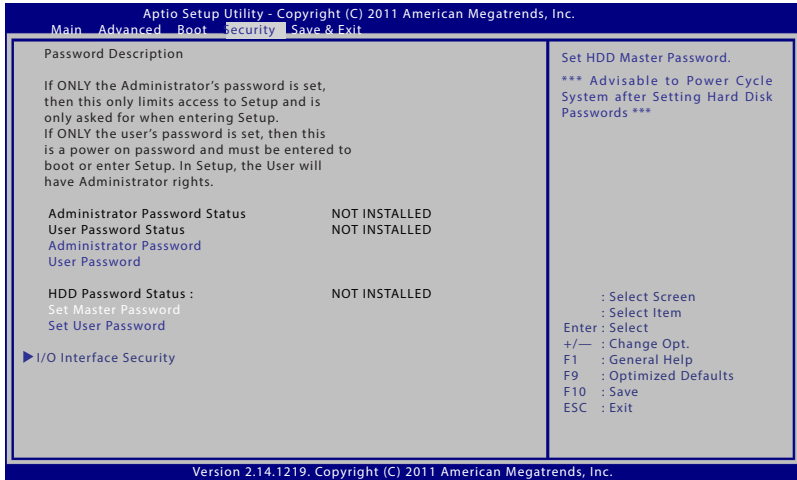 Aptio Setup Utility - Copyright (C) 2011 American Megatrends, Inc.
Main Advanced Boot Security Save & Exit
Password Description
If ONLY the Administrator's password is set,
then this only limits access to Setup and is
only asked for when entering Setup.
If ONLY the user's password is set, then this
is a power on password and must be entered to
boot or enter Setup. In Setup, the User will
have Administrator rights.
Administrator Password Status NOT INSTALLED
User Password Status NOT INSTALLED
Administrator Password
User Password
HDD Password Status : NOT INSTALLED
Set Master Password
Set User Password
I/O Interface Security
Set HDD Master Password.
*** Advisable to Power Cycle
System after Setting Hard Disk
Passwords ***
: Select Screen
: Select Item
Enter : Select
+/— : Change Opt.
F1 : General Help
F9 : Optimized Defaults
F10 : Save
ESC : Exit
Version 2.14.1219. Copyright (C) 2011 American Megatrends, Inc.